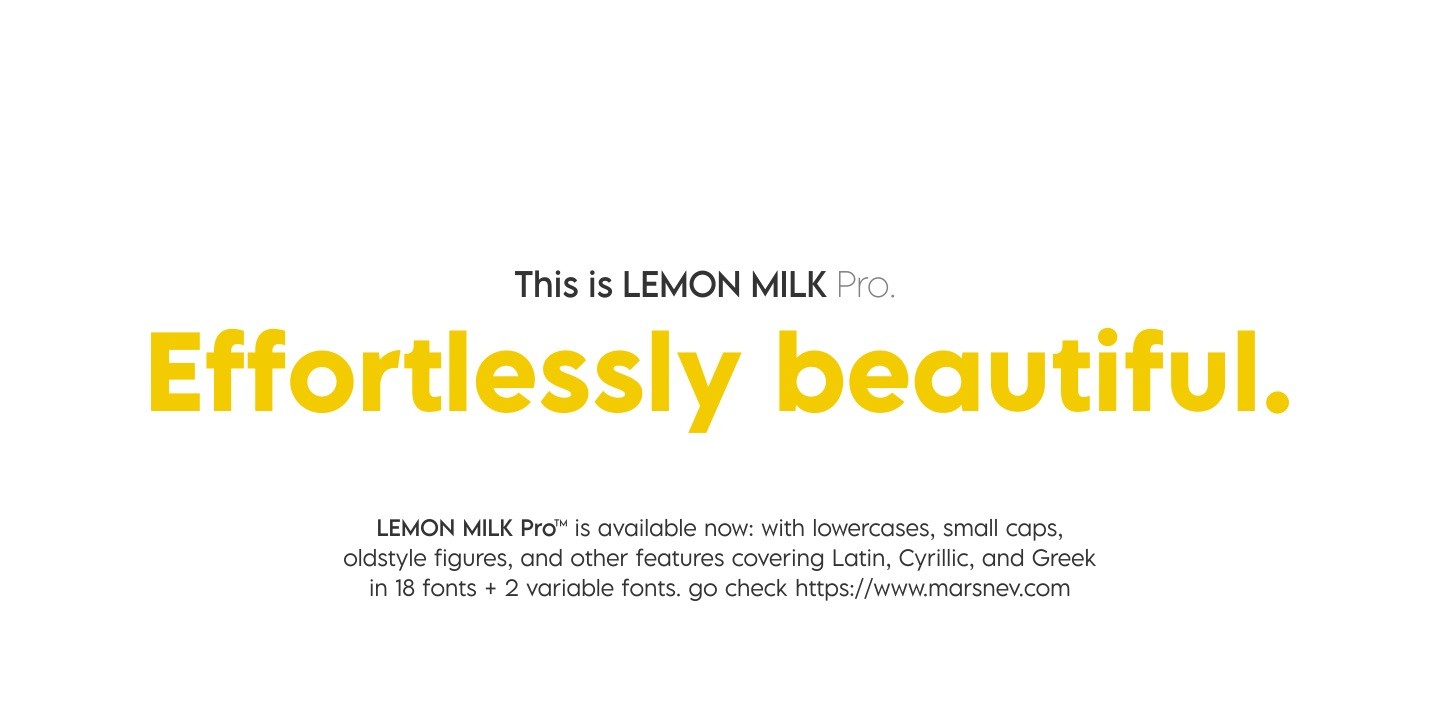 This is LEMON MILK Pro.
Effortlessly beautiful.
LEMON MILK Pro™ is available now: with lowercases, small caps,
oldstyle figures, and other features covering Latin, Cyrillic, and Greek
in 18 fonts + 2 variable fonts. go check https://www.marsnev.com